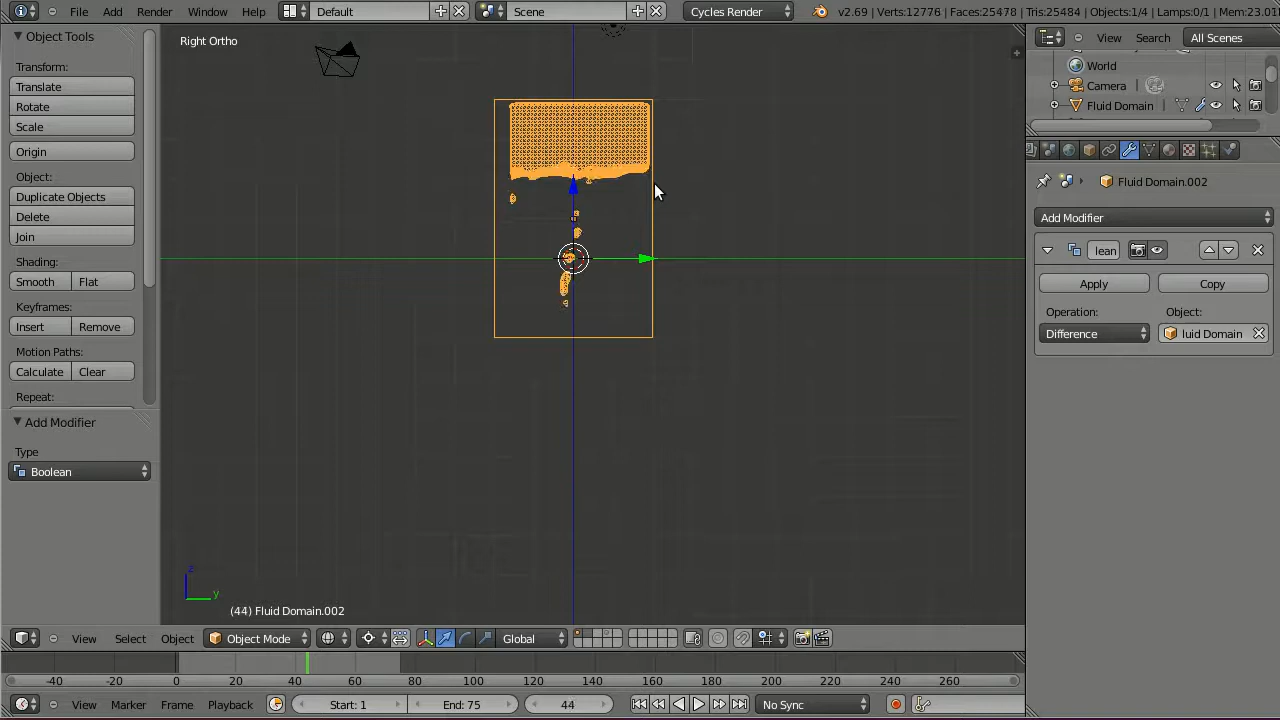 File Add Render Window Help Default Scene Cycles Render v2.69 | Verts:12776 | Faces:25478 | Tris:25484 | Objects:1/4 | Lamps:0/1 | Mem:23.01
Object Tools
Transform:
Translate
Rotate
Scale
Origin
Object:
Duplicate Objects
Delete
Join
Shading:
Smooth Flat
Keyframes:
Insert Remove
Motion Paths:
Calculate Clear
Repeat:
Add Modifier
Type
Boolean
Right Ortho
z
y
(44) Fluid Domain.002
View Search All Scenes
World
Camera
Fluid Domain
Fluid Domain.002
Add Modifier
lean
Apply Copy
Operation: Object:
Difference luid Domain
View Select Object Object Mode Global
-40 -20 0 20 40 60 80 100 120 140 160 180 200 220 240 260
View Marker Frame Playback Start: 1 End: 75 44 No Sync